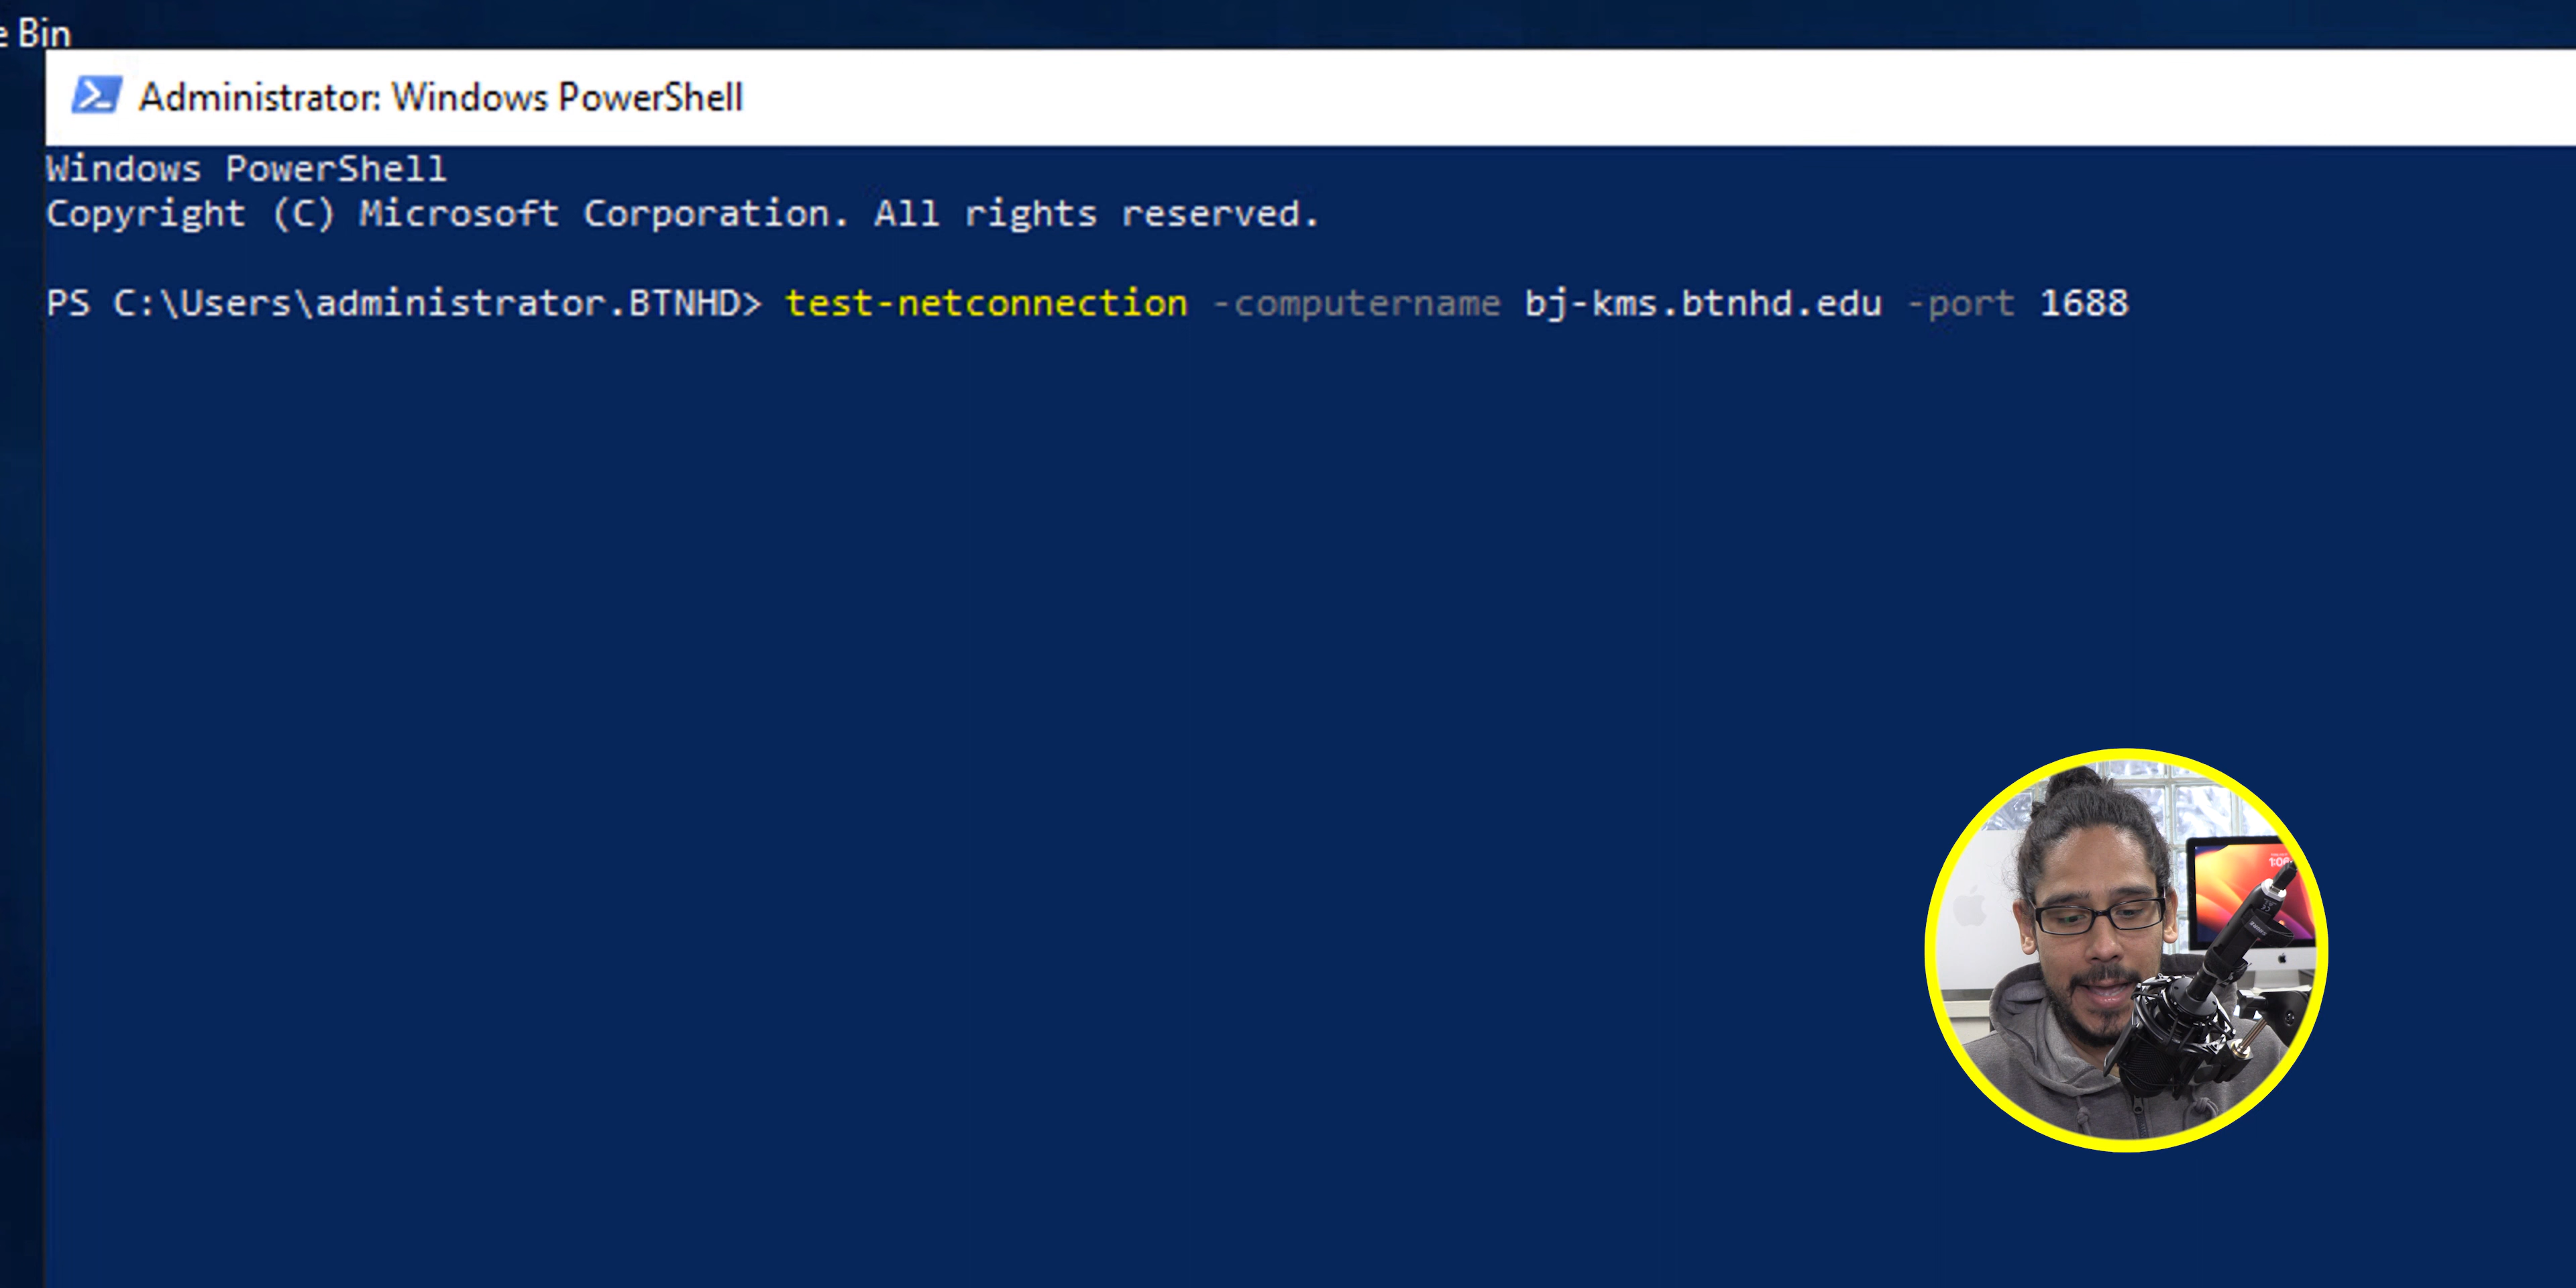 e Bin
Administrator: Windows PowerShell
Windows PowerShell
Copyright (C) Microsoft Corporation. All rights reserved.
PS C:\Users\administrator.BTNHD> test-netconnection -computername bj-kms.btnhd.edu -port 1688